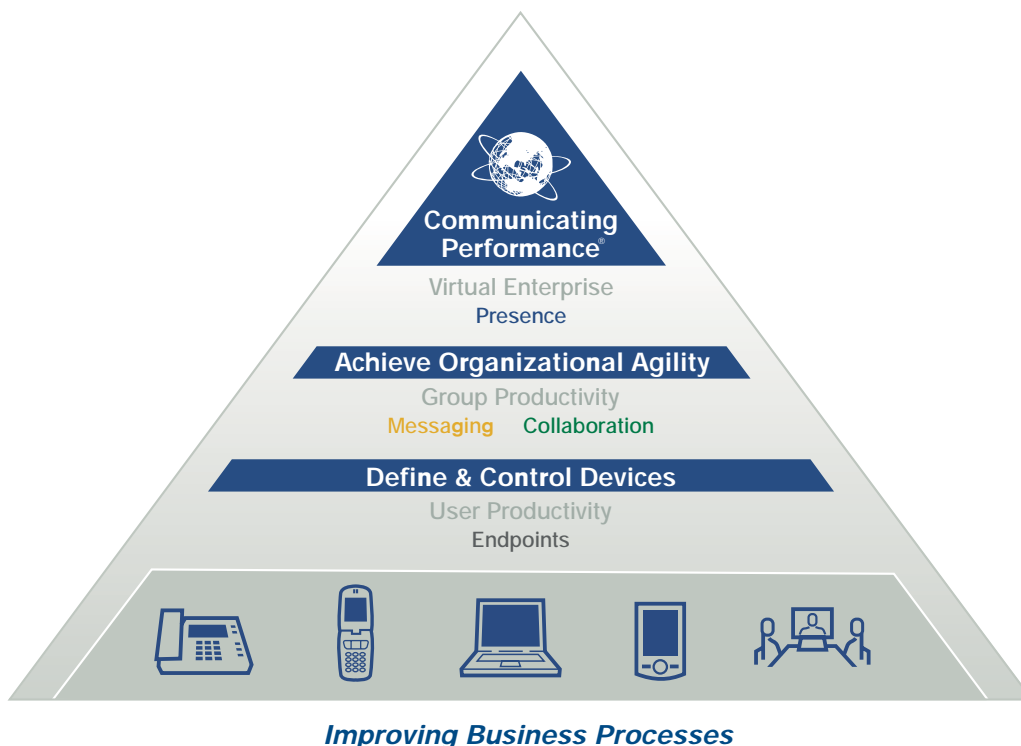 Communicating
Performance®
Virtual Enterprise
Presence
Achieve Organizational Agility
Group Productivity
Messaging Collaboration
Define & Control Devices
User Productivity
Endpoints
Improving Business Processes